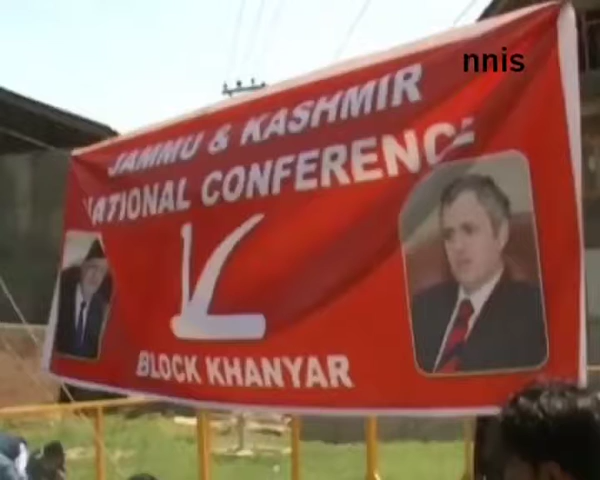 nnis
JAMMU & KASHMIR
NATIONAL CONFERENCE
BLOCK KHANYAR